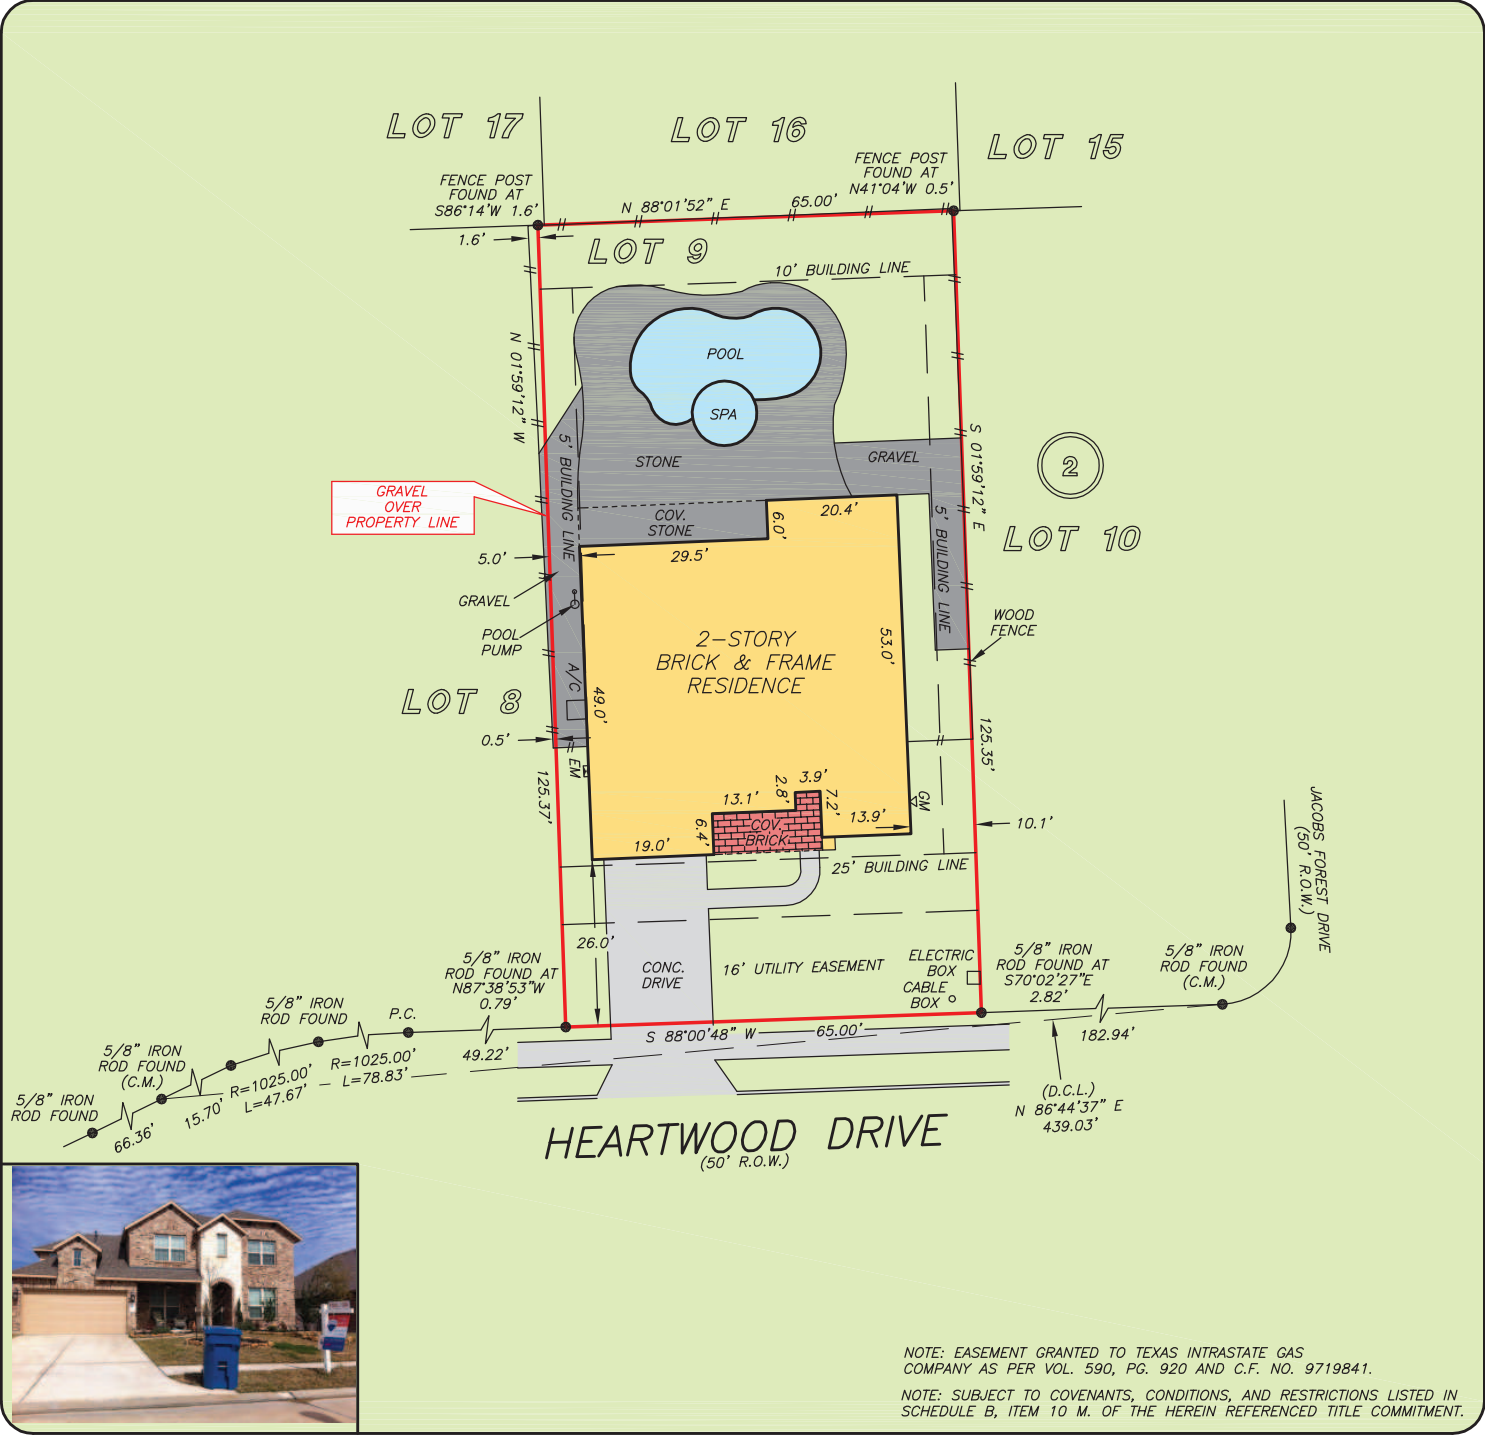 LOT 17
LOT 16
LOT 15
FENCE POST
FOUND AT
S86°14'W 1.6'
FENCE POST
FOUND AT
N41°04'W 0.5'
N 88°01'52" E
65.00'
1.6'
LOT 9
10' BUILDING LINE
N 01°59'12" W
POOL
SPA
STONE
GRAVEL
S 01°59'12" E
2
LOT 10
GRAVEL
OVER
PROPERTY LINE
5' BUILDING LINE
COV.
STONE
6.0'
20.4'
5' BUILDING LINE
5.0'
29.5'
GRAVEL
POOL
PUMP
WOOD
FENCE
2-STORY
BRICK & FRAME
RESIDENCE
53.0'
A/C
49.0'
LOT 8
0.5'
EM
125.37'
125.35'
3.9'
2.8'
7.2'
13.1'
6.4'
COV.
BRICK
13.9'
GM
10.1'
19.0'
25' BUILDING LINE
JACOBS FOREST DRIVE
(50' R.O.W.)
26.0'
CONC.
DRIVE
16' UTILITY EASEMENT
ELECTRIC
BOX
CABLE
BOX
5/8" IRON
ROD FOUND AT
N87°38'53"W
0.79'
5/8" IRON
ROD FOUND AT
S70°02'27"E
2.82'
5/8" IRON
ROD FOUND
(C.M.)
5/8" IRON
ROD FOUND
P.C.
5/8" IRON
ROD FOUND
(C.M.)
5/8" IRON
ROD FOUND
66.36'
15.70'
R=1025.00'
L=47.67'
R=1025.00'
L=78.83'
49.22'
S 88°00'48" W
65.00'
182.94'
(D.C.L.)
N 86°44'37" E
439.03'
HEARTWOOD DRIVE
(50' R.O.W.)
NOTE: EASEMENT GRANTED TO TEXAS INTRASTATE GAS
COMPANY AS PER VOL. 590, PG. 920 AND C.F. NO. 9719841.
NOTE: SUBJECT TO COVENANTS, CONDITIONS, AND RESTRICTIONS LISTED IN
SCHEDULE B, ITEM 10 M. OF THE HEREIN REFERENCED TITLE COMMITMENT.